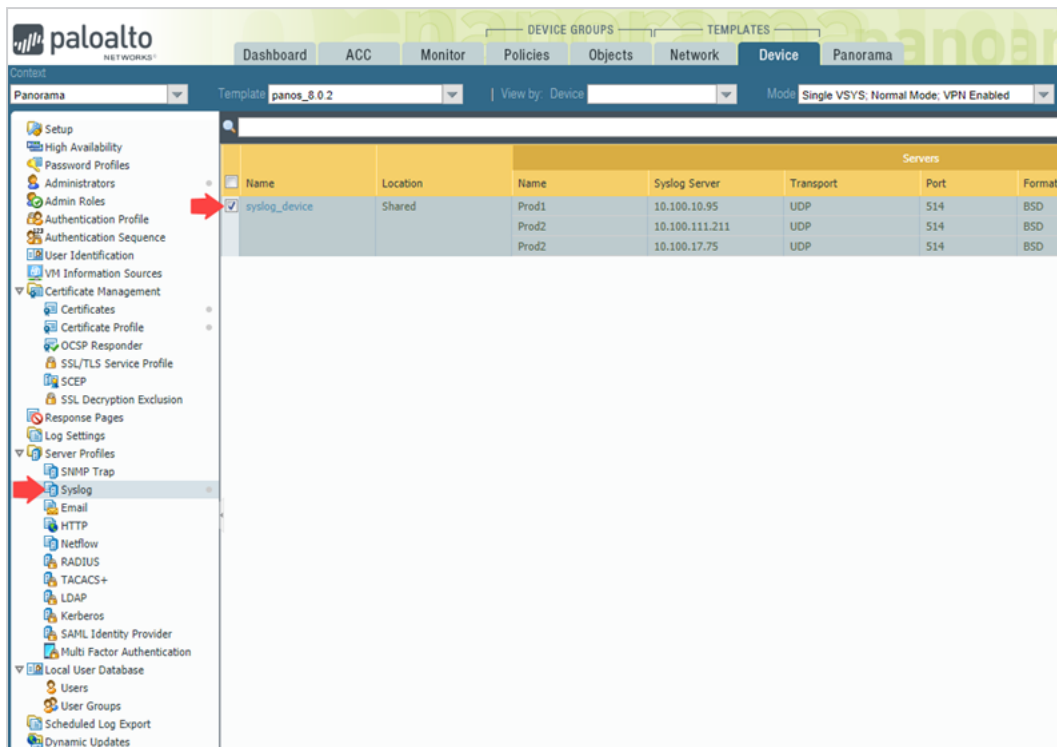 paloalto
NETWORKS®
DEVICE GROUPS
TEMPLATES
Dashboard ACC Monitor Policies Objects Network Device Panorama
Context
Panorama Template panos_8.0.2 View by: Device Mode Single VSYS; Normal Mode; VPN Enabled
Setup
High Availability
Password Profiles
Administrators
Admin Roles
Authentication Profile
Authentication Sequence
User Identification
VM Information Sources
Certificate Management
Certificates
Certificate Profile
OCSP Responder
SSL/TLS Service Profile
SCEP
SSL Decryption Exclusion
Response Pages
Log Settings
Server Profiles
SNMP Trap
Syslog
Email
HTTP
Netflow
RADIUS
TACACS+
LDAP
Kerberos
SAML Identity Provider
Multi Factor Authentication
Local User Database
Users
User Groups
Scheduled Log Export
Dynamic Updates
Servers
Name Location Name Syslog Server Transport Port Format
syslog_device Shared Prod1 10.100.10.95 UDP 514 BSD
Prod2 10.100.111.211 UDP 514 BSD
Prod2 10.100.17.75 UDP 514 BSD